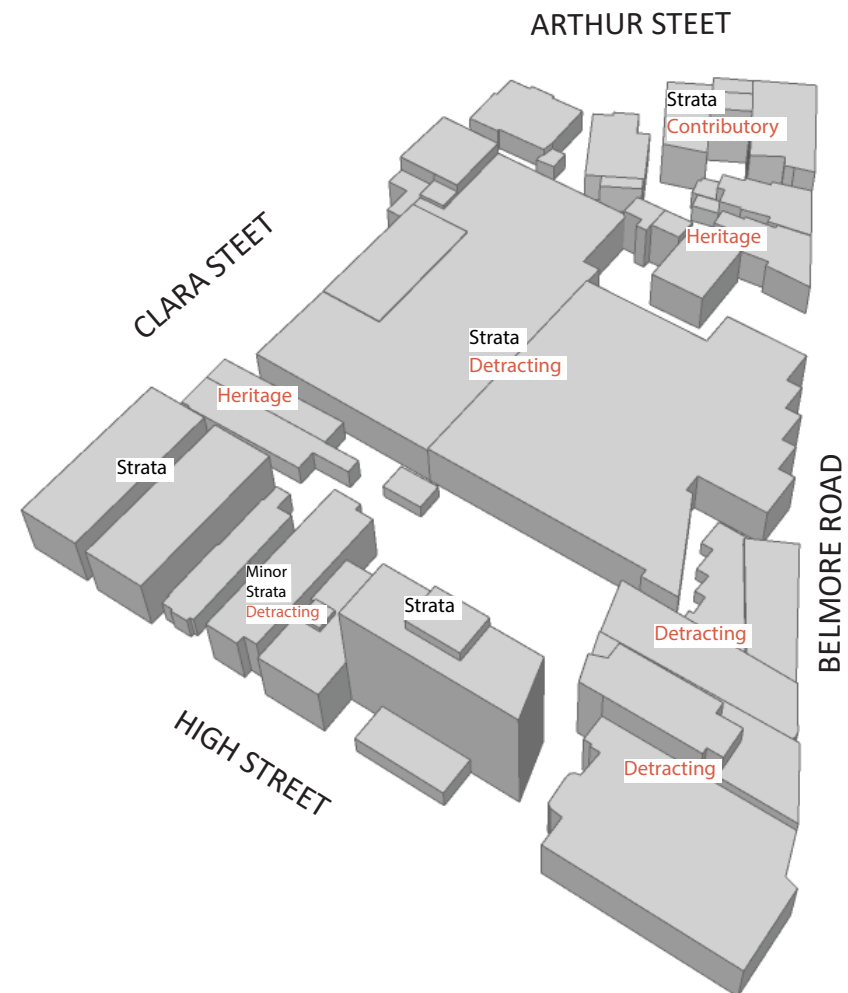 ARTHUR STEET
Strata
Contributory
Heritage
CLARA STEET
Strata
Detracting
Heritage
Strata
BELMORE ROAD
Minor
Strata
Detracting
Strata
Detracting
HIGH STREET
Detracting